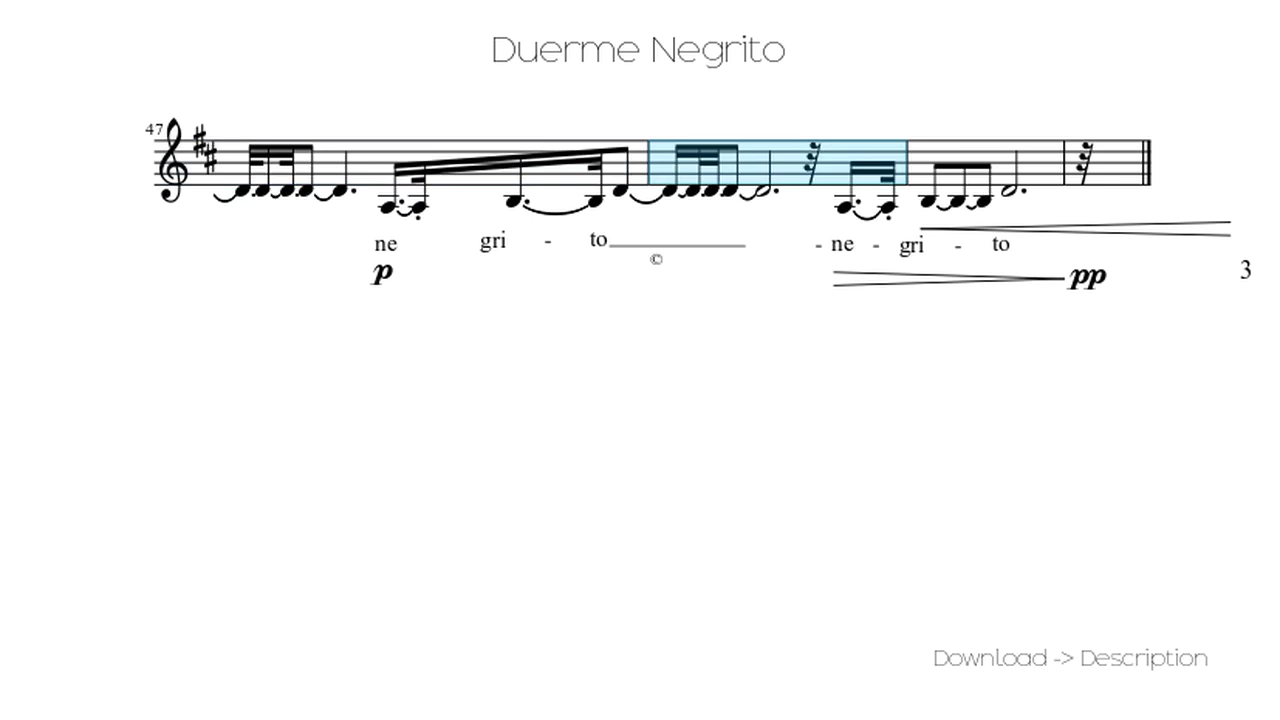 Duerme Negrito
47
ne gri - to - ne - gri - to
©
p pp 3
Download -> Description